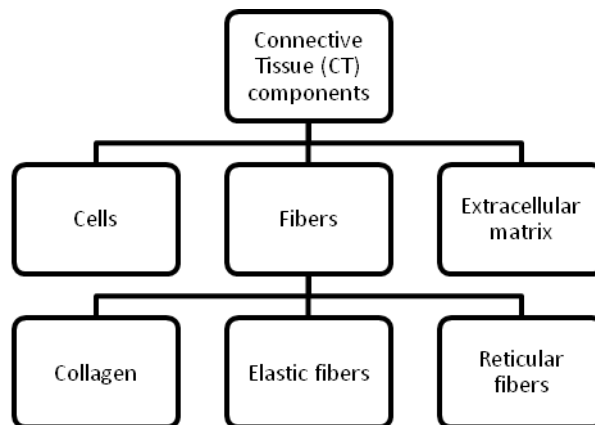 Connective
Tissue (CT)
components
Cells
Fibers
Extracellular
matrix
Collagen
Elastic fibers
Reticular
fibers